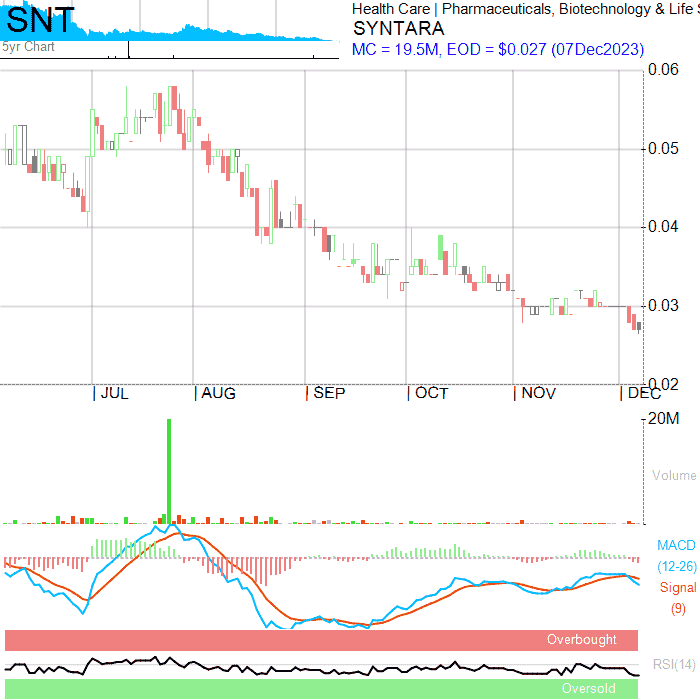 SNT
5yr Chart
Health Care | Pharmaceuticals, Biotechnology & Life S
SYNTARA
MC = 19.5M, EOD = $0.027 (07Dec2023)
0.06
0.05
0.04
0.03
0.02
JUL
AUG
SEP
OCT
NOV
DEC
20M
Volume
MACD
(12-26)
Signal
(9)
Overbought
RSI(14)
Oversold